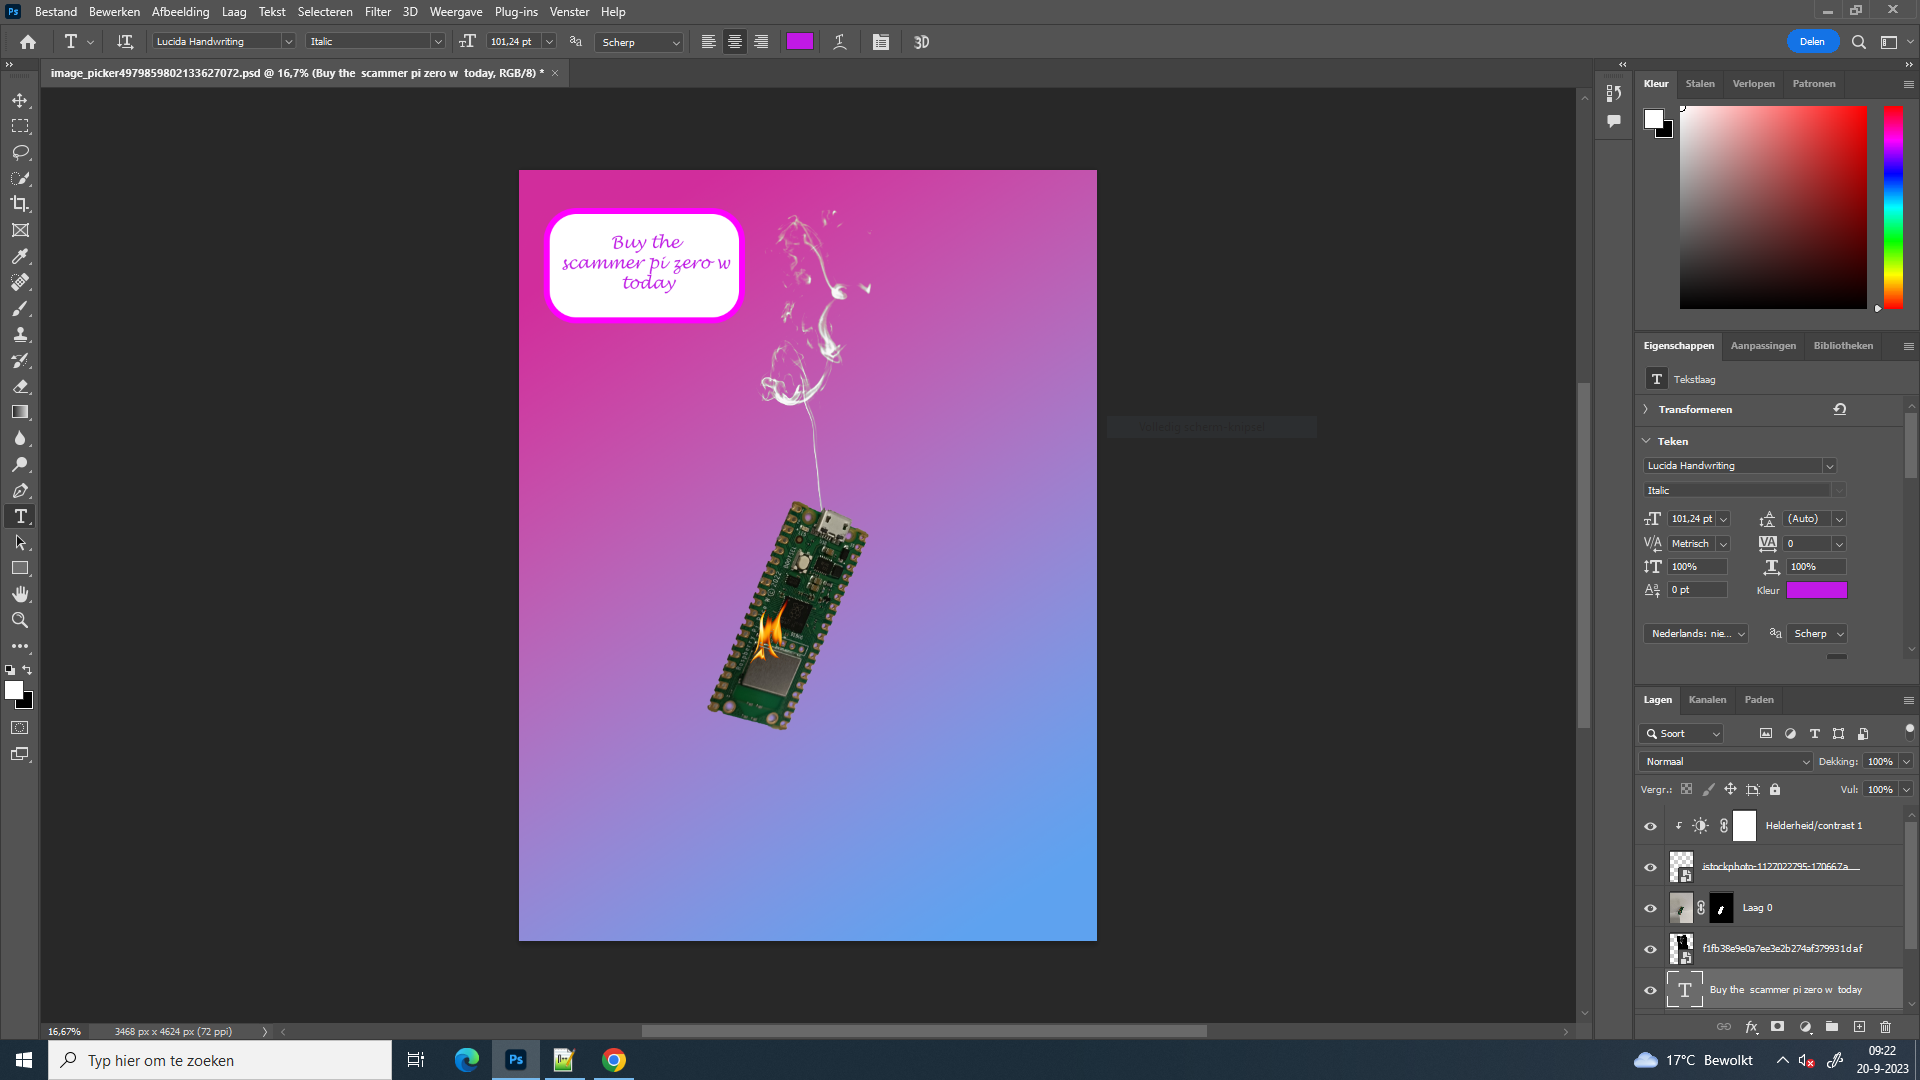 Ps Bestand Bewerken Afbeelding Laag Tekst Selecteren Filter 3D Weergave Plug-ins Venster Help
T Lucida Handwriting Italic 101,24 pt Scherp 3D Delen
image_picker4979859802133627072.psd @ 16,7% (Buy the scammer pi zero w today, RGB/8) *
Buy the
scammer pi zero w
today
Kleur Stalen Verlopen Patronen
Eigenschappen Aanpassingen Bibliotheken
T Tekstlaag
Transformeren
Teken
Lucida Handwriting
Italic
101,24 pt (Auto)
Metrisch 0
100% 100%
0 pt Kleur
Nederlands: nie... Scherp
Lagen Kanalen Paden
Soort
Normaal Dekking: 100%
Vergr.: Vul: 100%
Helderheid/contrast 1
istockphoto-1127022795-170667a...
Laag 0
f1fb38e9e0a7ee3e2b274af379931daf
T Buy the scammer pi zero w today
fx
16,67% 3468 px x 4624 px (72 ppi)
Typ hier om te zoeken
Ps
17°C Bewolkt
09:22
20-9-2023